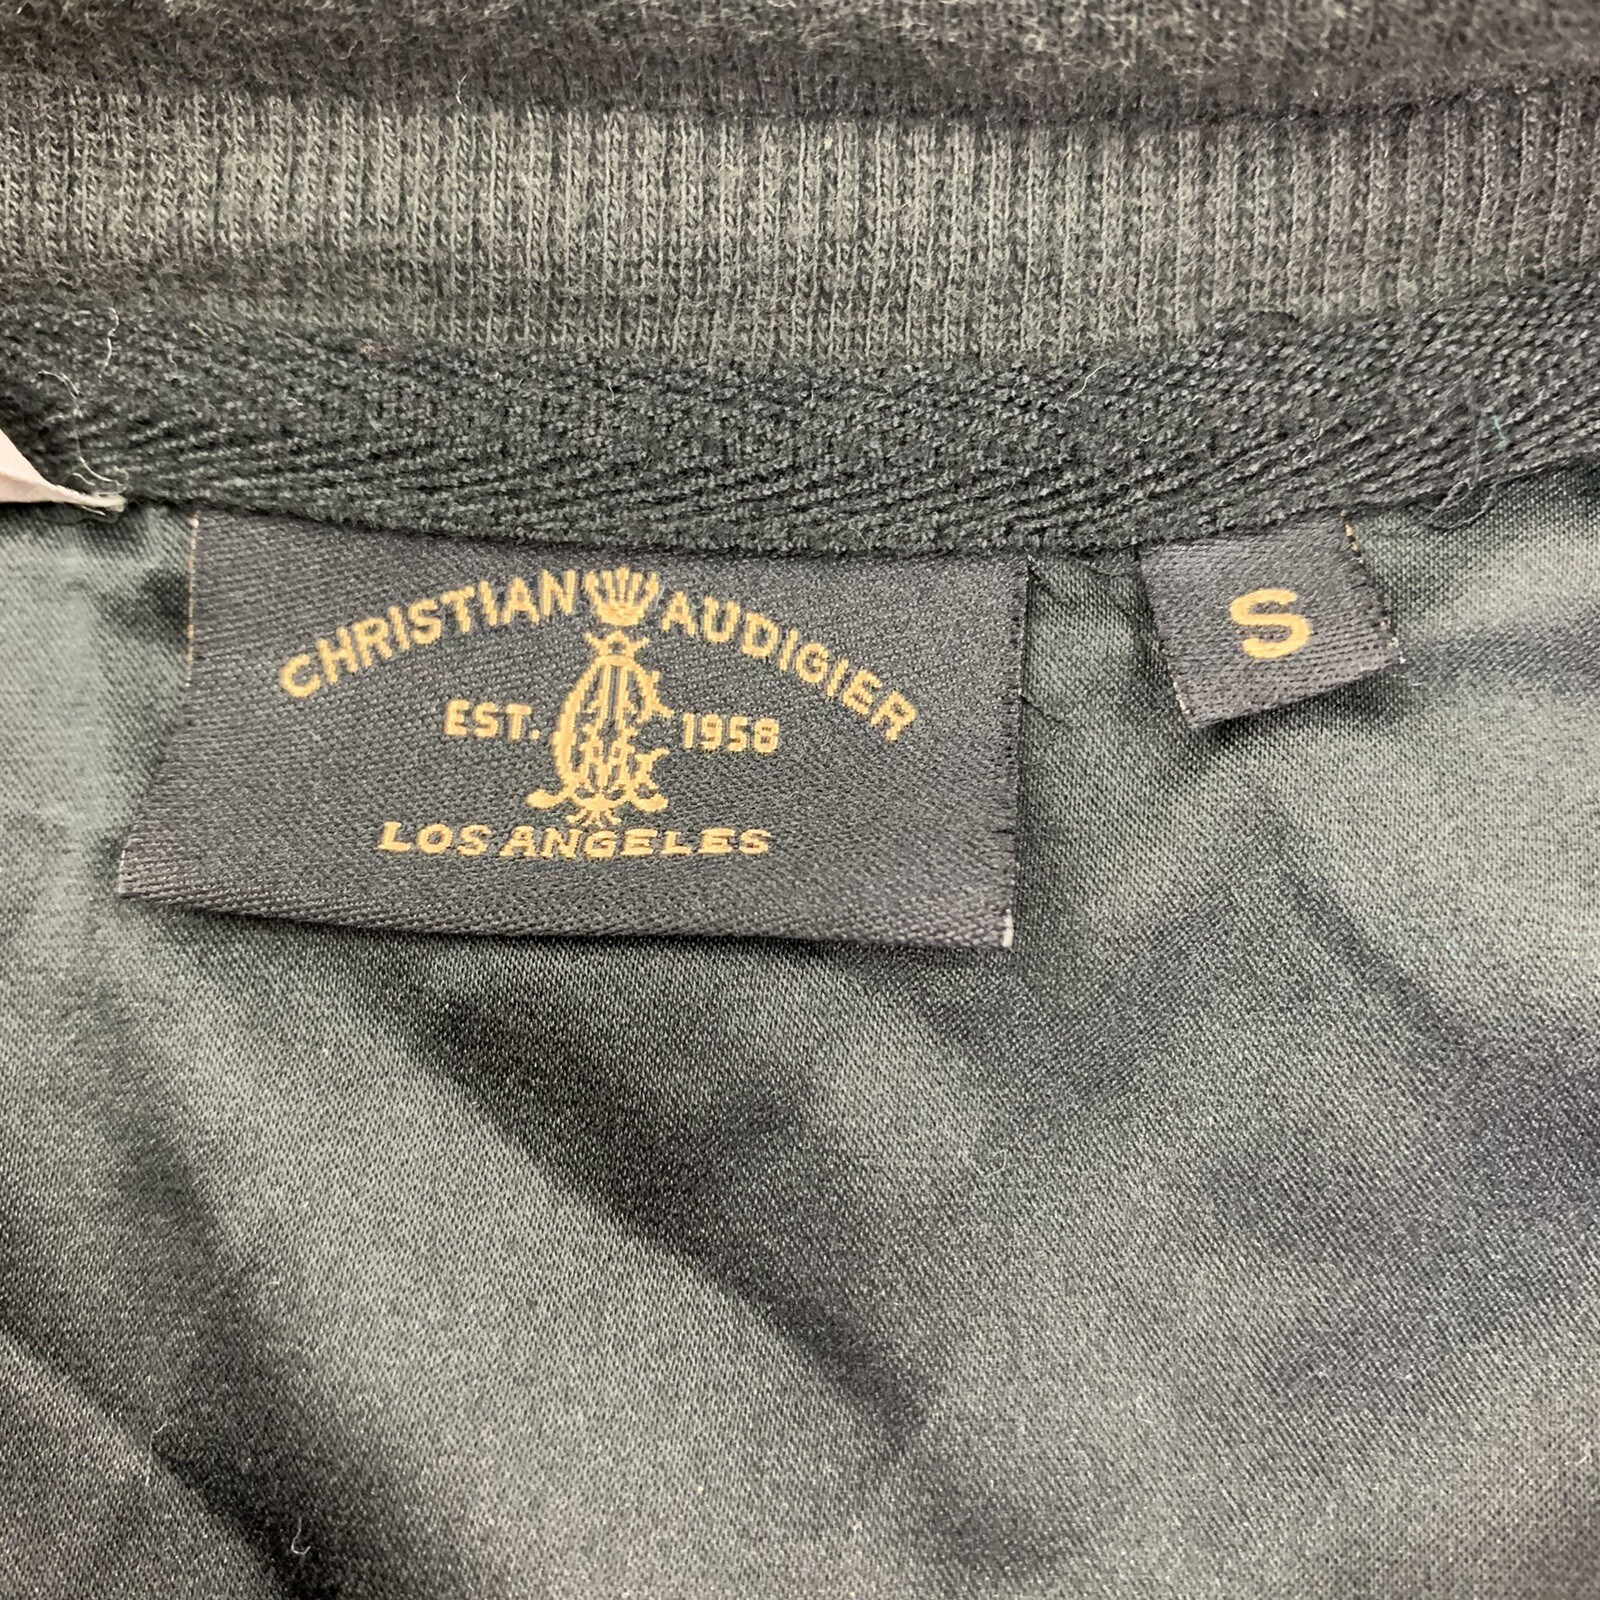 CHRISTIAN AUDIGIER
EST. 1958
LOS ANGELES
S